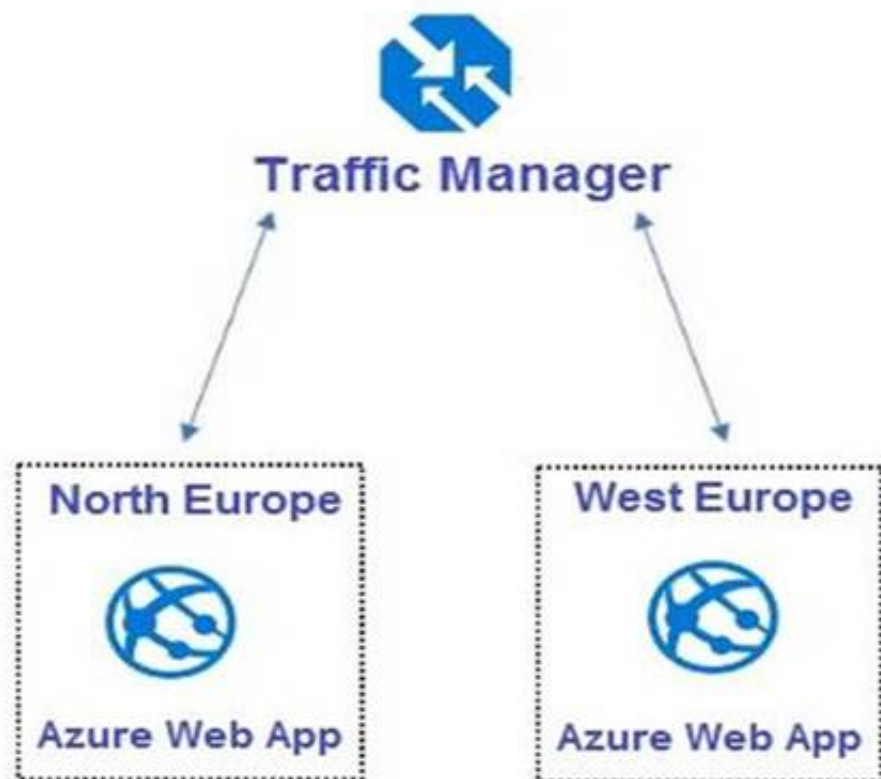 Traffic Manager
North Europe
Azure Web App
West Europe
Azure Web App